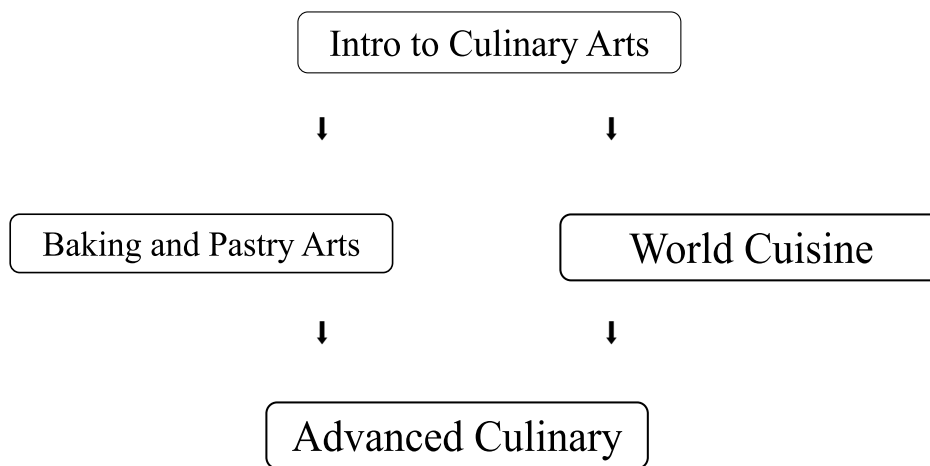 Intro to Culinary Arts
Baking and Pastry Arts
World Cuisine
Advanced Culinary